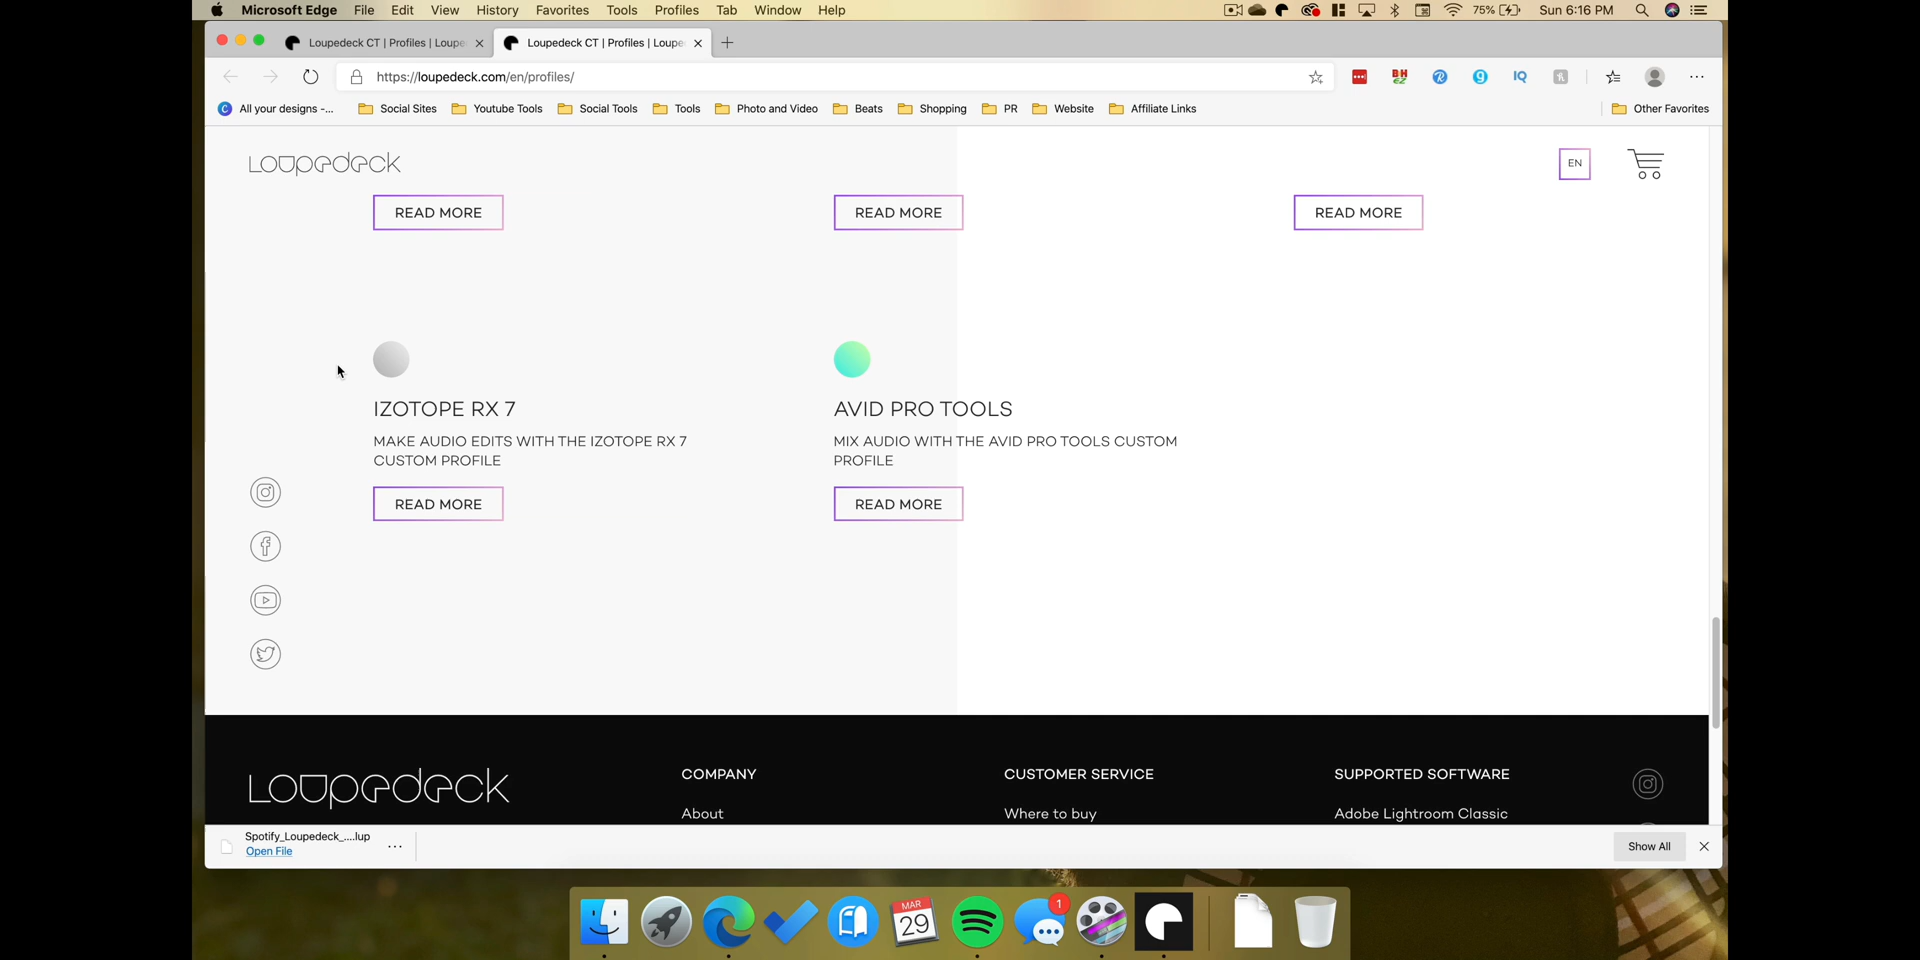 Microsoft Edge File Edit View History Favorites Tools Profiles Tab Window Help 75% Sun 6:16 PM
Loupedeck CT | Profiles | Loupe Loupedeck CT | Profiles | Loupe
https://loupedeck.com/en/profiles/
All your designs -... Social Sites Youtube Tools Social Tools Tools Photo and Video Beats Shopping PR Website Affiliate Links Other Favorites
Loupedeck EN
READ MORE READ MORE READ MORE
IZOTOPE RX 7
MAKE AUDIO EDITS WITH THE IZOTOPE RX 7
CUSTOM PROFILE
READ MORE
AVID PRO TOOLS
MIX AUDIO WITH THE AVID PRO TOOLS CUSTOM
PROFILE
READ MORE
Loupedeck
COMPANY
About
CUSTOMER SERVICE
Where to buy
SUPPORTED SOFTWARE
Adobe Lightroom Classic
Spotify_Loupedeck_....lup
Open File
Show All
MAR
29
1